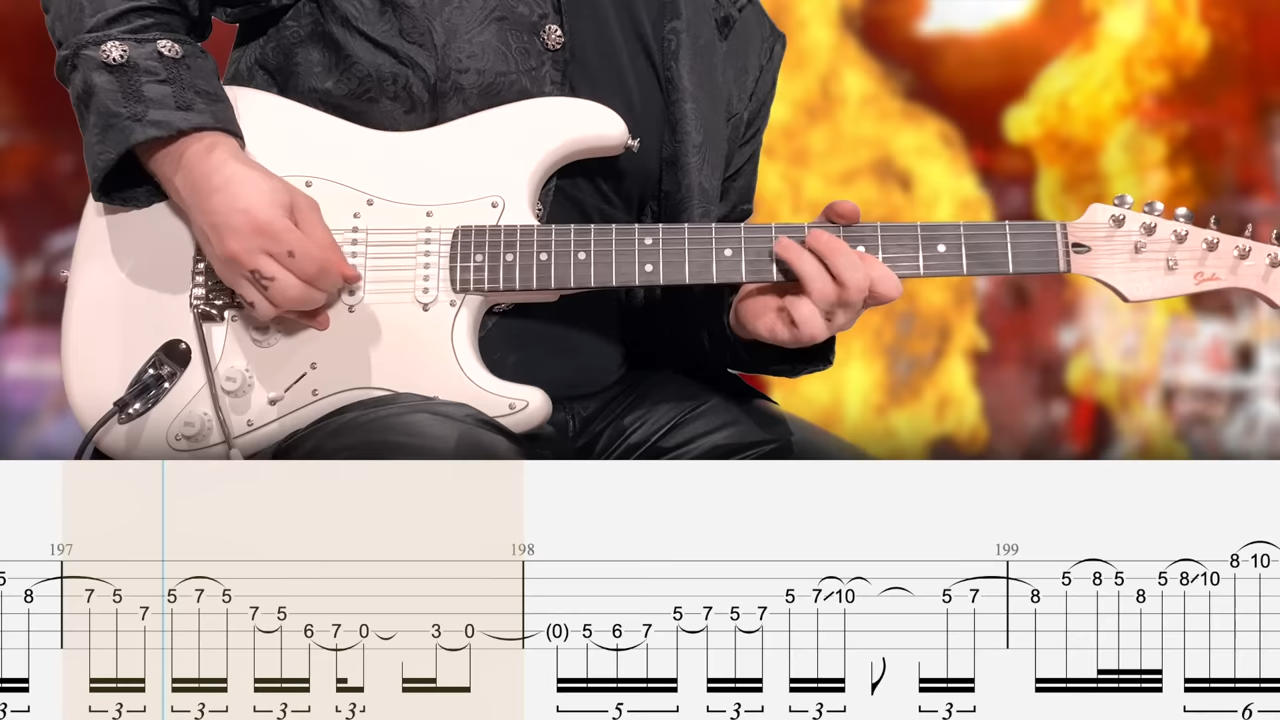 197 198 199
8 10
5 5 8 5 5 8/10
8 7 5 5 7 5 5 7/10 5 7 8 8
7 7 5 5 7 5 7
6 7 0 3 0 (0) 5 6 7
3 3 3 3 3 5 3 3 3 6